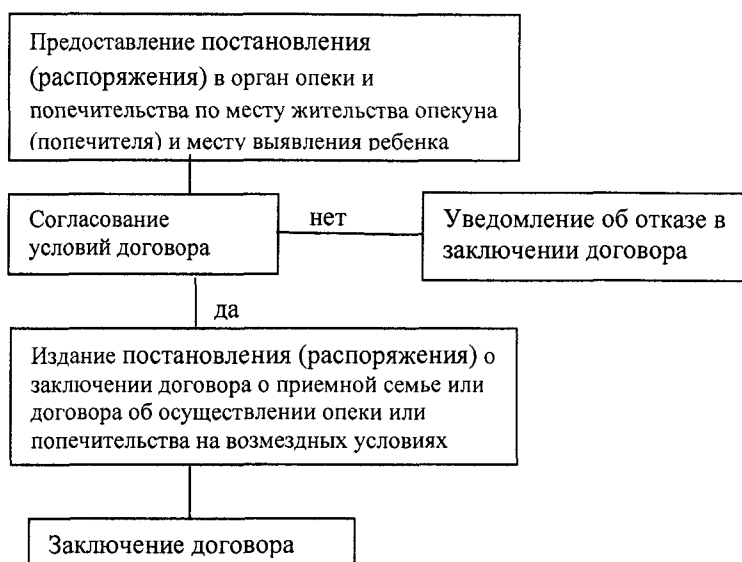 Предоставление постановления
(распоряжения) в орган опеки и
попечительства по месту жительства опекуна
(попечителя) и месту выявления ребенка
Согласование
условий договора
нет
Уведомление об отказе в
заключении договора
да
Издание постановления (распоряжения) о
заключении договора о приемной семье или
договора об осуществлении опеки или
попечительства на возмездных условиях
Заключение договора